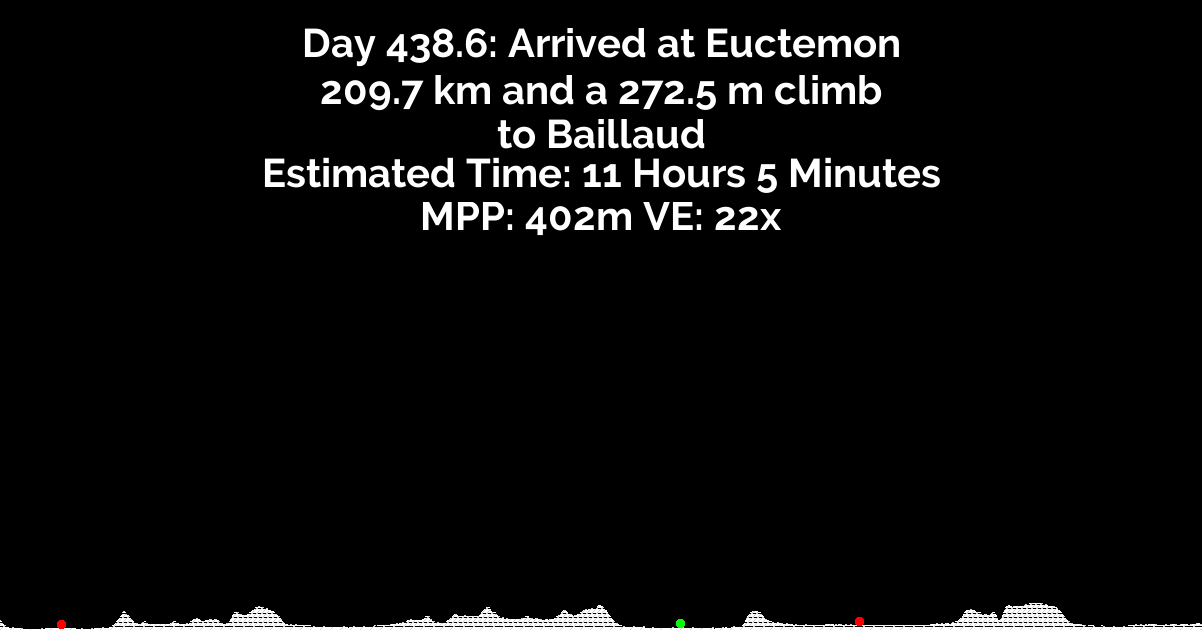 Day 438.6: Arrived at Euctemon
209.7 km and a 272.5 m climb
to Baillaud
Estimated Time: 11 Hours 5 Minutes
MPP: 402m VE: 22x